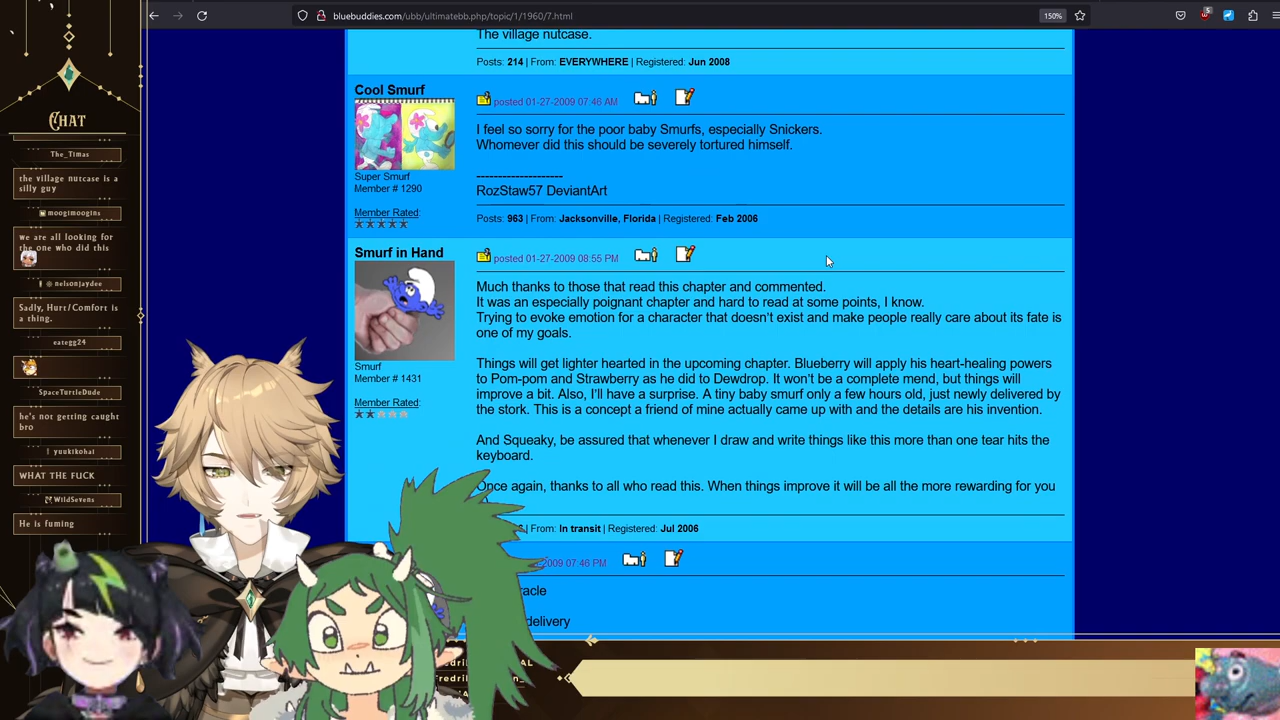 bluebuddies.com/ubb/ultimatebb.php/topic/1/1960/7.html
150%
5
CHAT
The_Timas
the village nutcase is a
silly guy
moogimoogins
we are all looking for
the one who did this
nelsonjaydee
Sadly, Hurt/Comfort is
a thing.
eategg24
SpaceTurtleDude
he's not getting caught
bro
yuukikohai
WHAT THE FUCK
WildSevens
He is fuming
The village nutcase.
Posts: 214 | From: EVERYWHERE | Registered: Jun 2008
Cool Smurf
Super Smurf
Member # 1290
Member Rated:
posted 01-27-2009 07:46 AM
I feel so sorry for the poor baby Smurfs, especially Snickers.
Whomever did this should be severely tortured himself.
--------------------
RozStaw57 DeviantArt
Posts: 963 | From: Jacksonville, Florida | Registered: Feb 2006
Smurf in Hand
Smurf
Member # 1431
Member Rated:
posted 01-27-2009 08:55 PM
Much thanks to those that read this chapter and commented.
It was an especially poignant chapter and hard to read at some points, I know.
Trying to evoke emotion for a character that doesn't exist and make people really care about its fate is
one of my goals.
Things will get lighter hearted in the upcoming chapter. Blueberry will apply his heart-healing powers
to Pom-pom and Strawberry as he did to Dewdrop. It won't be a complete mend, but things will
improve a bit. Also, I'll have a surprise. A tiny baby smurf only a few hours old, just newly delivered by
the stork. This is a concept a friend of mine actually came up with and the details are his invention.
And Squeaky, be assured that whenever I draw and write things like this more than one tear hits the
keyboard.
Once again, thanks to all who read this. When things improve it will be all the more rewarding for you
| From: In transit | Registered: Jul 2006
07:46 PM
delivery